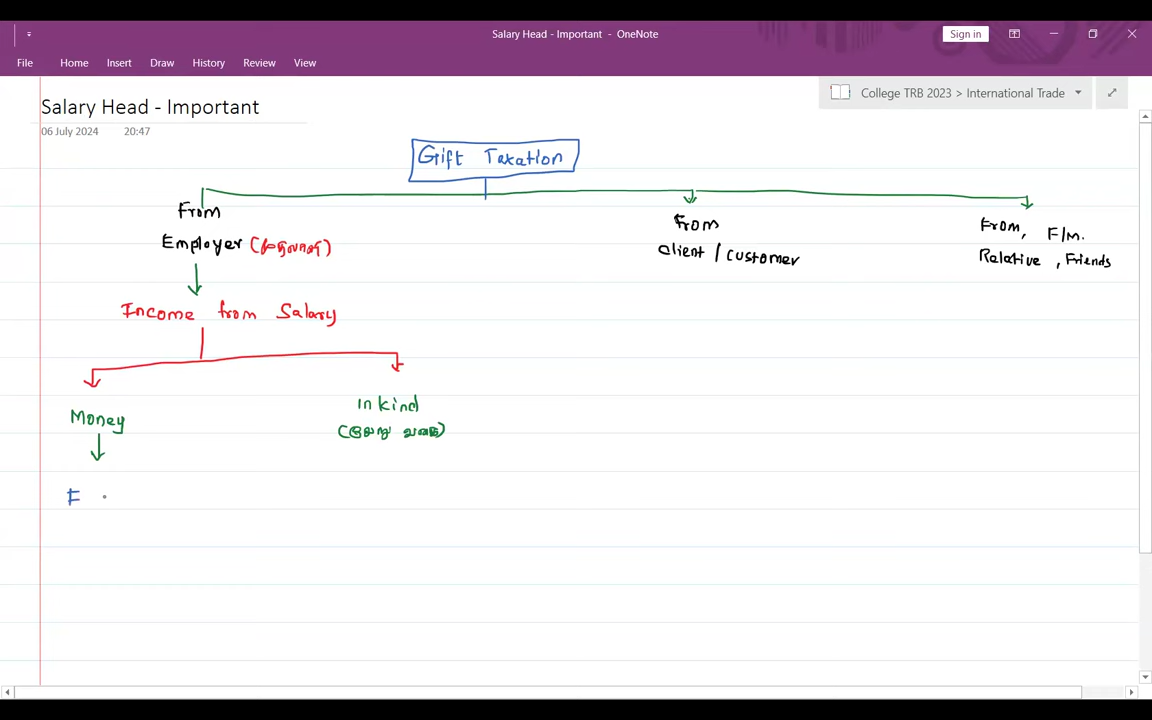 Salary Head - Important - OneNote
Sign in
File Home Insert Draw History Review View
College TRB 2023 > International Trade
Salary Head - Important
06 July 2024 20:47
Gift Taxation
From
Employer
From
Client / Customer
From, F/M.
Relative , Friends
Income from Salary
Money
In kind